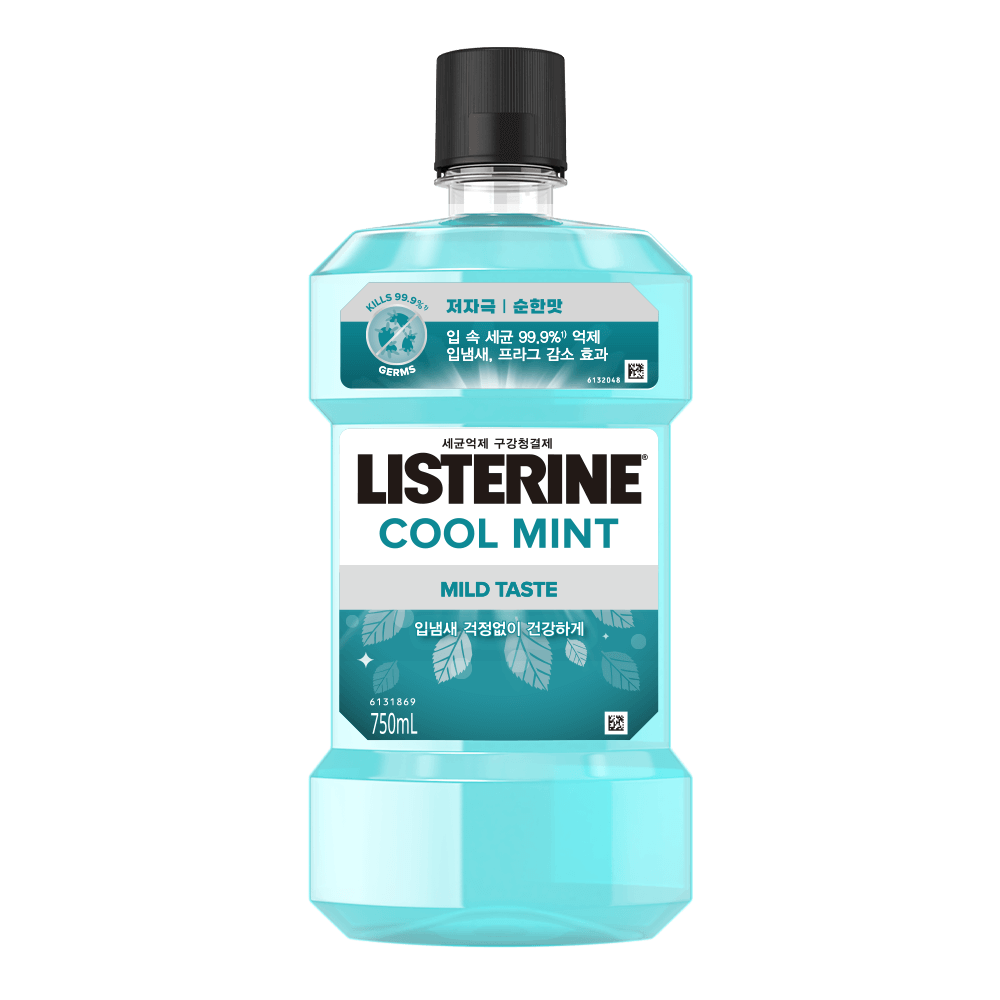 KILLS 99.9%¹⁾
GERMS
저자극 | 순한맛
입 속 세균 99.9%¹⁾ 억제
입냄새, 프라그 감소 효과
6132048
세균억제 구강청결제
LISTERINE®
COOL MINT
MILD TASTE
입냄새 걱정없이 건강하게
6131869
750mL